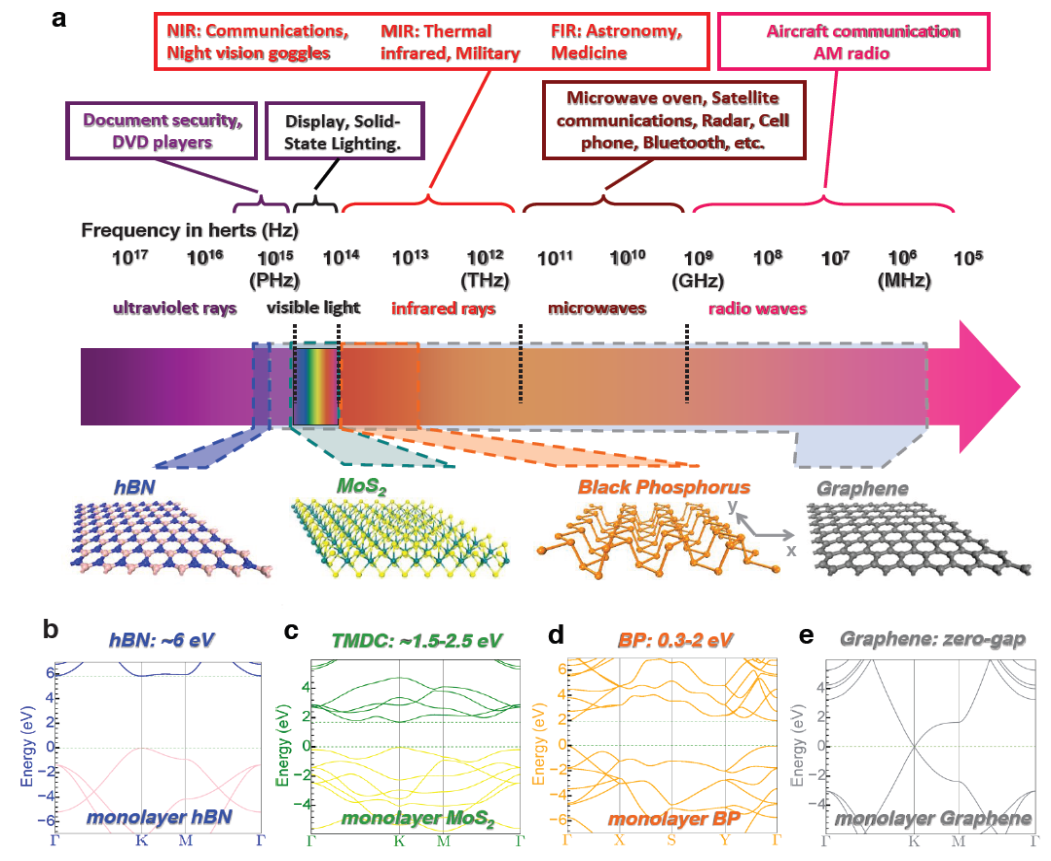 a
NIR: Communications,
Night vision goggles
MIR: Thermal
infrared, Military
FIR: Astronomy,
Medicine
Aircraft communication
AM radio
Document security,
DVD players
Display, Solid-
State Lighting.
Microwave oven, Satellite
communications, Radar, Cell
phone, Bluetooth, etc.
Frequency in herts (Hz)
10¹⁷ 10¹⁶ 10¹⁵ 10¹⁴ 10¹³ 10¹² 10¹¹ 10¹⁰ 10⁹ 10⁸ 10⁷ 10⁶ 10⁵
(PHz) (THz) (GHz) (MHz)
ultraviolet rays visible light infrared rays microwaves radio waves
hBN MoS₂ Black Phosphorus Graphene
y
x
b
hBN: ~6 eV
Energy (eV)
6
4
2
0
−2
−4
−6
monolayer hBN
Γ K M Γ
c
TMDC: ≈1.5-2.5 eV
Energy (eV)
4
2
0
−2
−4
monolayer MoS₂
Γ K M Γ
d
BP: 0.3-2 eV
Energy (eV)
6
4
2
0
−2
−4
−6
monolayer BP
Γ X S Y Γ
e
Graphene: zero-gap
Energy (eV)
4
2
0
−2
−4
−6
monolayer Graphene
Γ K M Γ